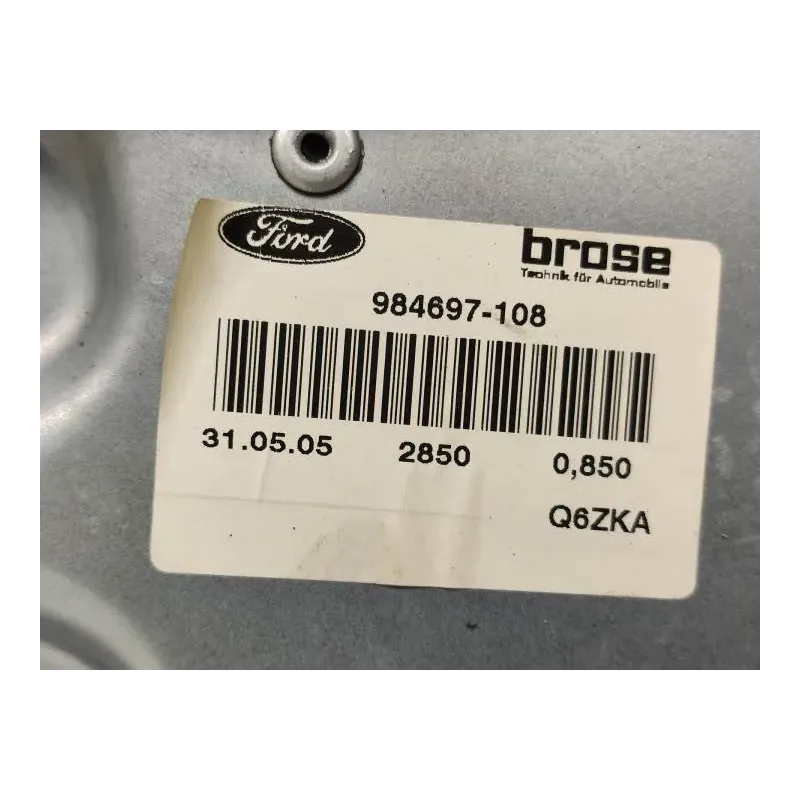 Ford
brose
Technik für Automobile
984697-108
31.05.05 2850 0,850
Q6ZKA